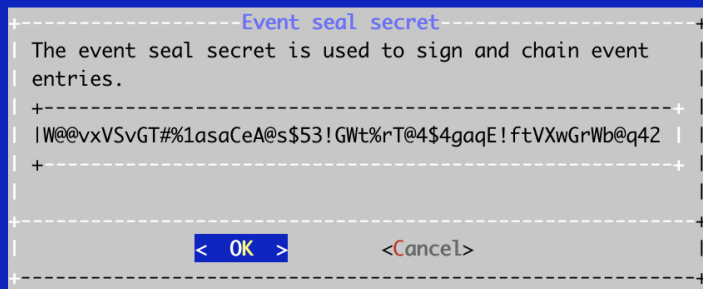 Event seal secret
The event seal secret is used to sign and chain event
entries.
W@@vxVSvGT#%1asaCeA@s$53!GWt%rT@4$4gaqE!ftVXwGrWb@q42
< OK >
<Cancel>